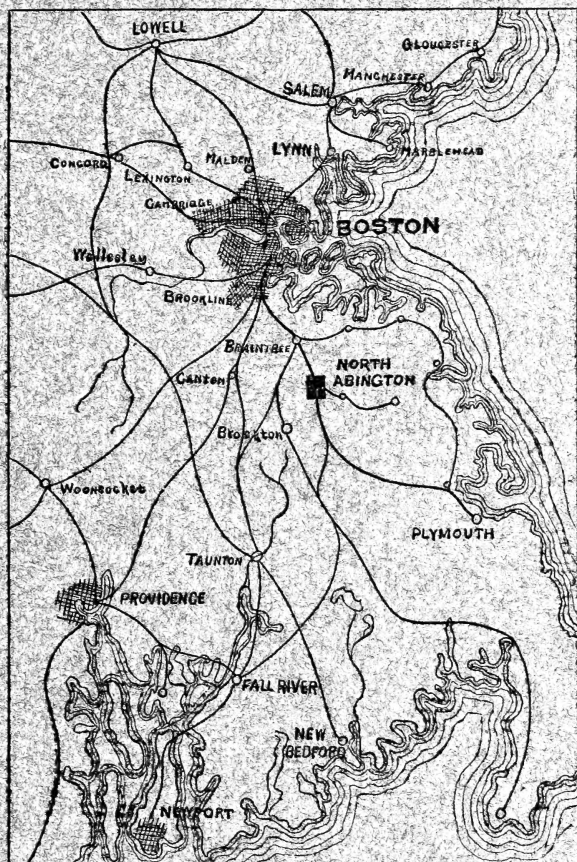 LOWELL
GLOUCESTER
MANCHESTER
SALEM
LYNN
MARBLEHEAD
MALDEN
CONCORD
LEXINGTON
CAMBRIDGE
BOSTON
Wellesley
BROOKLINE
BRAINTREE
NORTH
ABINGTON
CANTON
BROCKTON
WOONSOCKET
PLYMOUTH
TAUNTON
PROVIDENCE
FALL RIVER
NEW
BEDFORD
NEWPORT